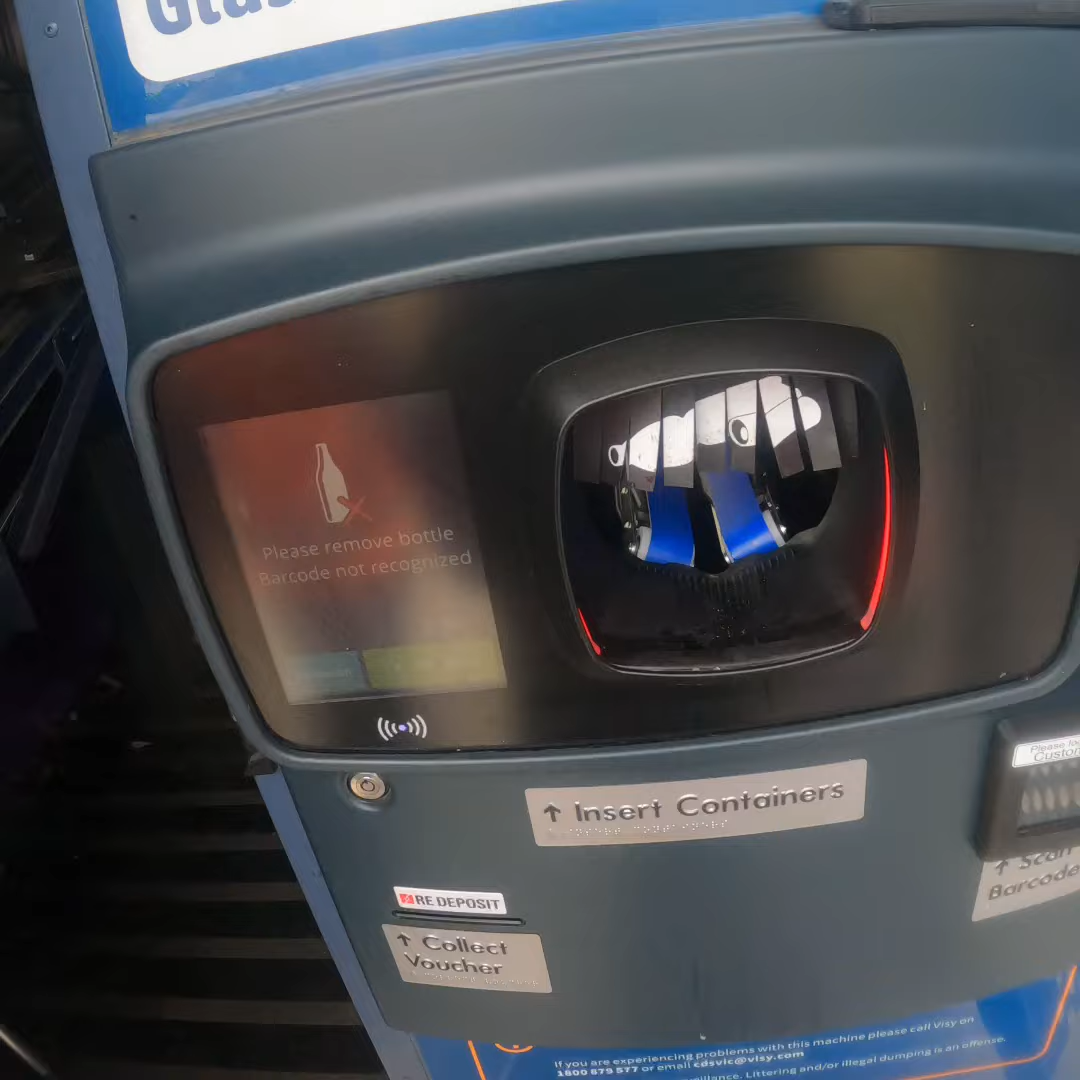 Please remove bottle
Barcode not recognized
↑ Insert Containers
Please
Custom
↑ Scan
Barcode
RE DEPOSIT
↑ Collect
Voucher
If you are experiencing problems with this machine please call Visy on
1800 879 577 or email cdsvic@visy.com
Littering and/or illegal dumping is an offense.